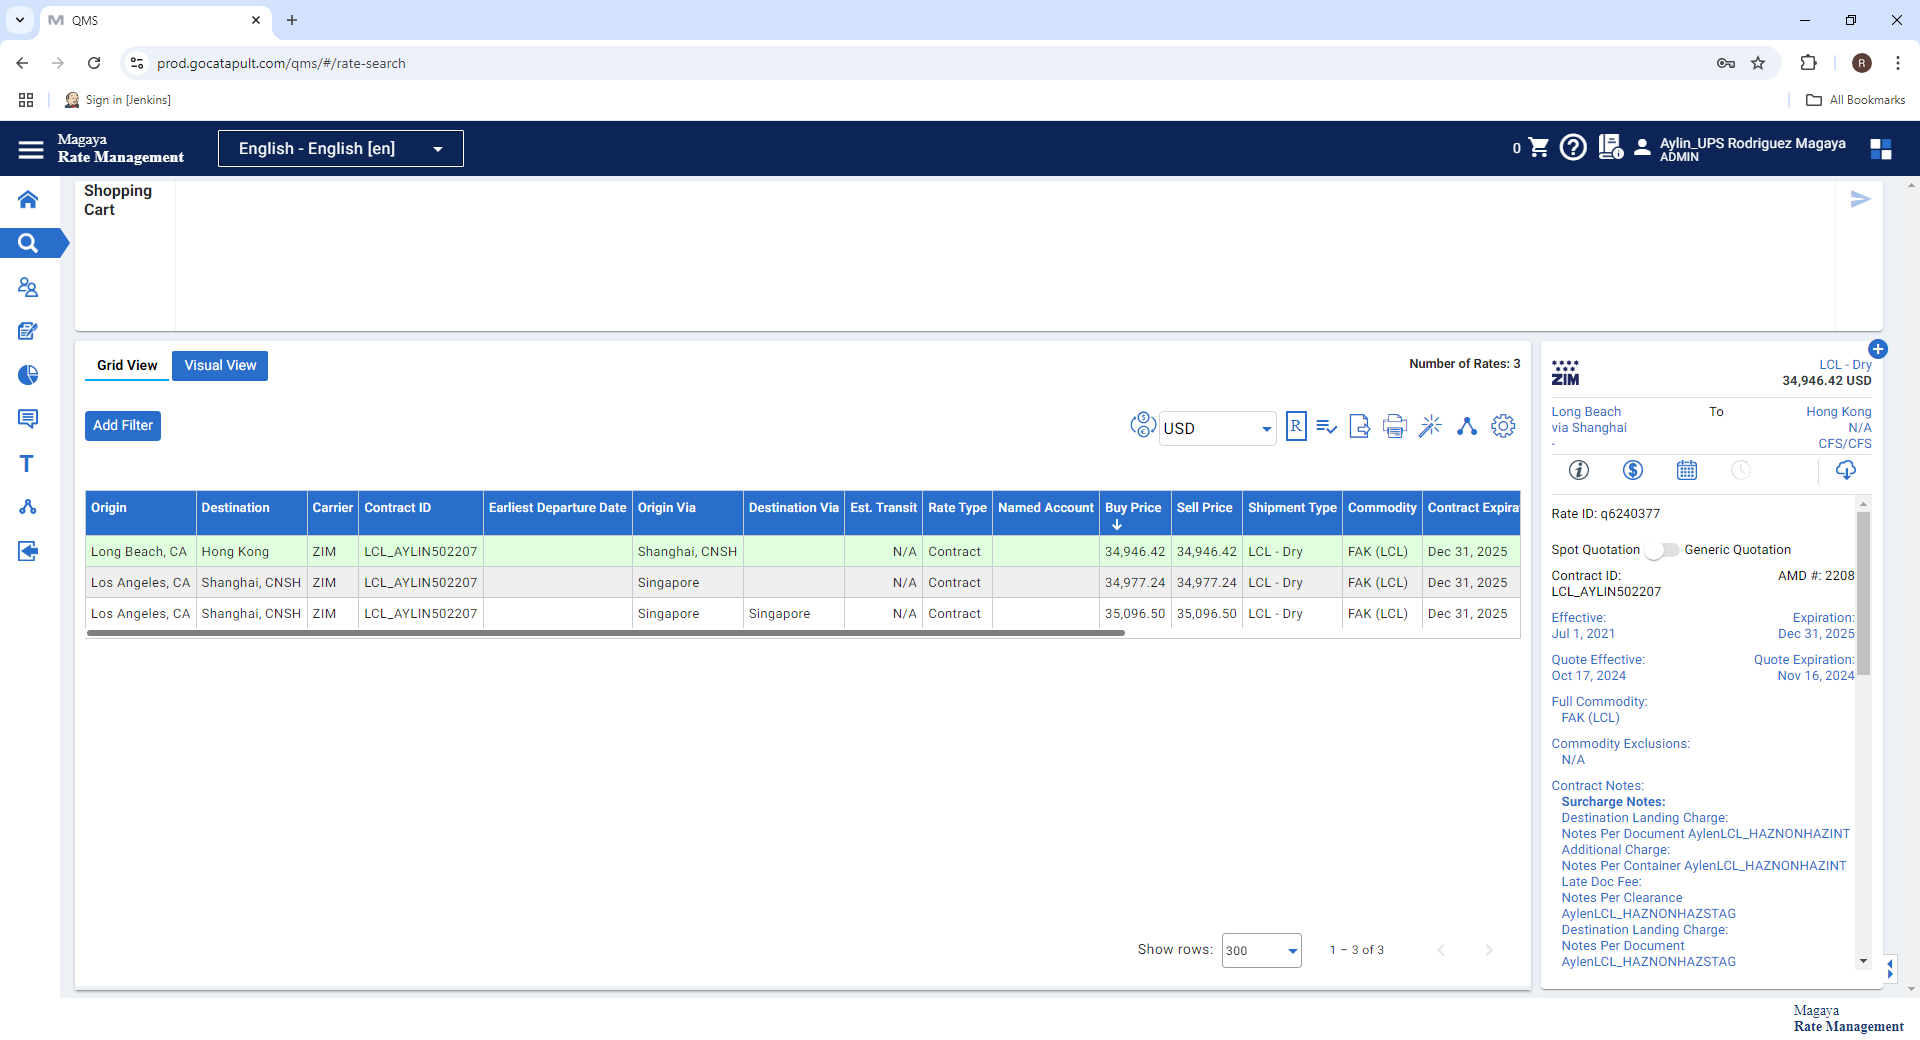 QMS
prod.gocatapult.com/qms/#/rate-search
R
Sign in [Jenkins]
All Bookmarks
Magaya
Rate Management
English - English [en]
0
Aylin_UPS Rodriguez Magaya
ADMIN
Shopping
Cart
Grid View
Visual View
Number of Rates: 3
Add Filter
USD
R
Origin Destination Carrier Contract ID Earliest Departure Date Origin Via Destination Via Est. Transit Rate Type Named Account Buy Price Sell Price Shipment Type Commodity Contract Expira
Long Beach, CA Hong Kong ZIM LCL_AYLIN502207 Shanghai, CNSH N/A Contract 34,946.42 34,946.42 LCL - Dry FAK (LCL) Dec 31, 2025
Los Angeles, CA Shanghai, CNSH ZIM LCL_AYLIN502207 Singapore N/A Contract 34,977.24 34,977.24 LCL - Dry FAK (LCL) Dec 31, 2025
Los Angeles, CA Shanghai, CNSH ZIM LCL_AYLIN502207 Singapore Singapore N/A Contract 35,096.50 35,096.50 LCL - Dry FAK (LCL) Dec 31, 2025
Show rows: 300 1 – 3 of 3
ZIM
LCL - Dry
34,946.42 USD
Long Beach To Hong Kong
via Shanghai N/A
- CFS/CFS
Rate ID: q6240377
Spot Quotation Generic Quotation
Contract ID: AMD #: 2208
LCL_AYLIN502207
Effective: Expiration:
Jul 1, 2021 Dec 31, 2025
Quote Effective: Quote Expiration:
Oct 17, 2024 Nov 16, 2024
Full Commodity:
FAK (LCL)
Commodity Exclusions:
N/A
Contract Notes:
Surcharge Notes:
Destination Landing Charge:
Notes Per Document AylenLCL_HAZNONHAZINT
Additional Charge:
Notes Per Container AylenLCL_HAZNONHAZINT
Late Doc Fee:
Notes Per Clearance
AylenLCL_HAZNONHAZSTAG
Destination Landing Charge:
Notes Per Document
AylenLCL_HAZNONHAZSTAG
Magaya
Rate Management